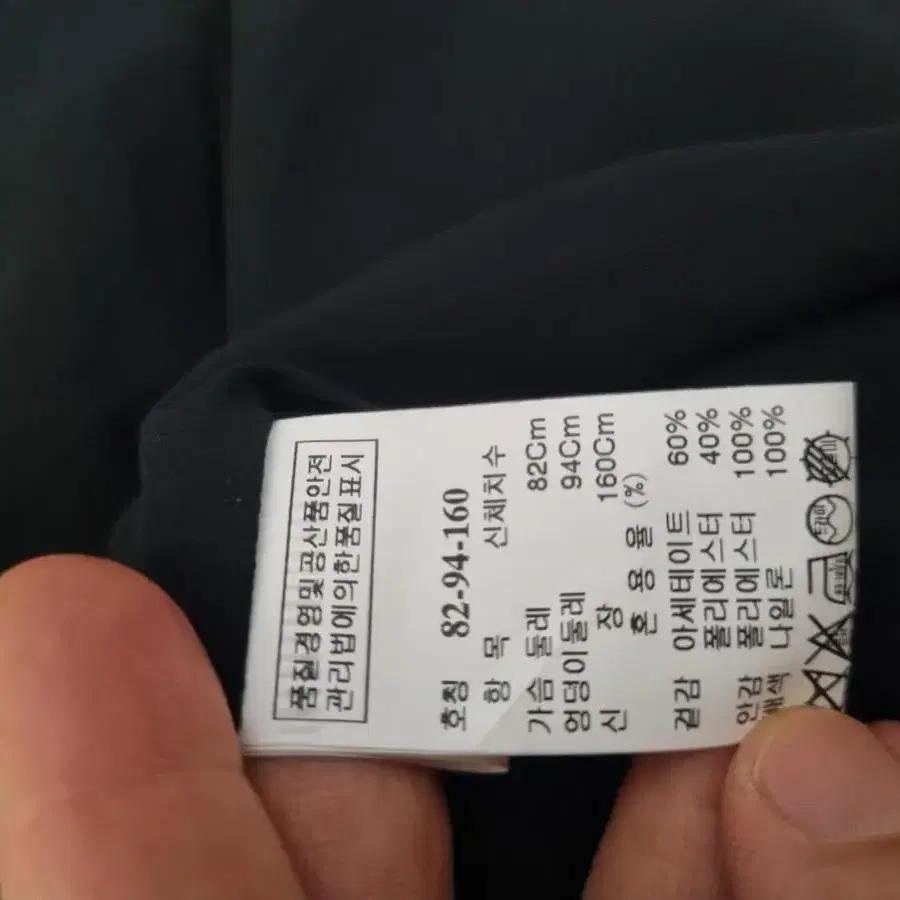 품질경영및공산품안전
관리법에의한품질표시
호칭 82-94-160
항 목 신체치수
가슴 둘레 82Cm
엉덩이둘레 94Cm
신 장 160Cm
혼 용 율 (%)
겉감 아세테이트 60%
폴리에스터 40%
안감 폴리에스터 100%
배색 나일론 100%